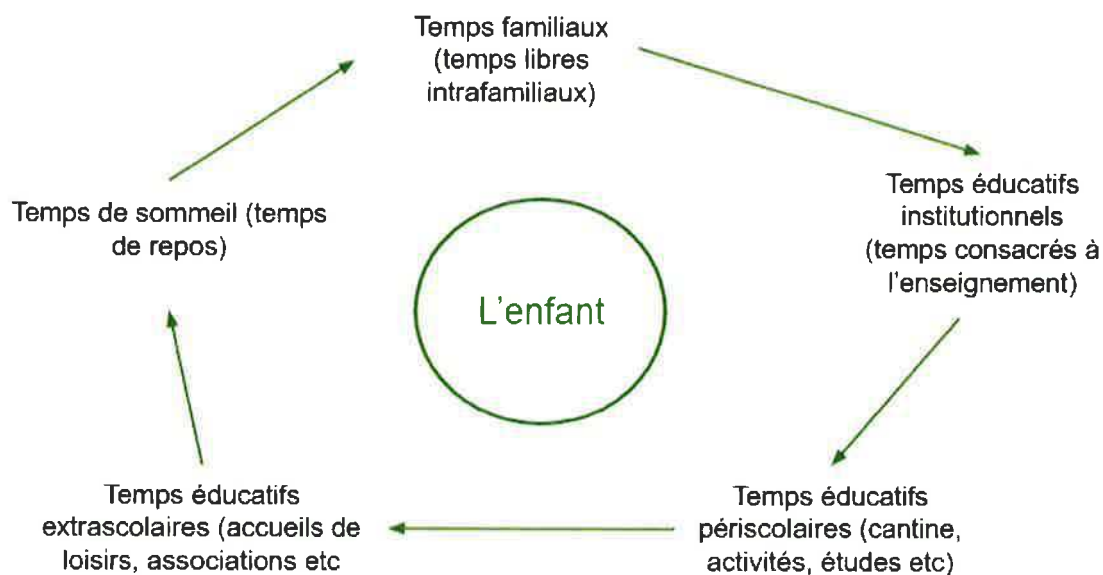 Temps familiaux
(temps libres
intrafamiliaux)
Temps éducatifs
institutionnels
(temps consacrés à
l'enseignement)
Temps de sommeil (temps
de repos)
L'enfant
Temps éducatifs
extrascolaires (accueils de
loisirs, associations etc
Temps éducatifs
périscolaires (cantine,
activités, études etc)